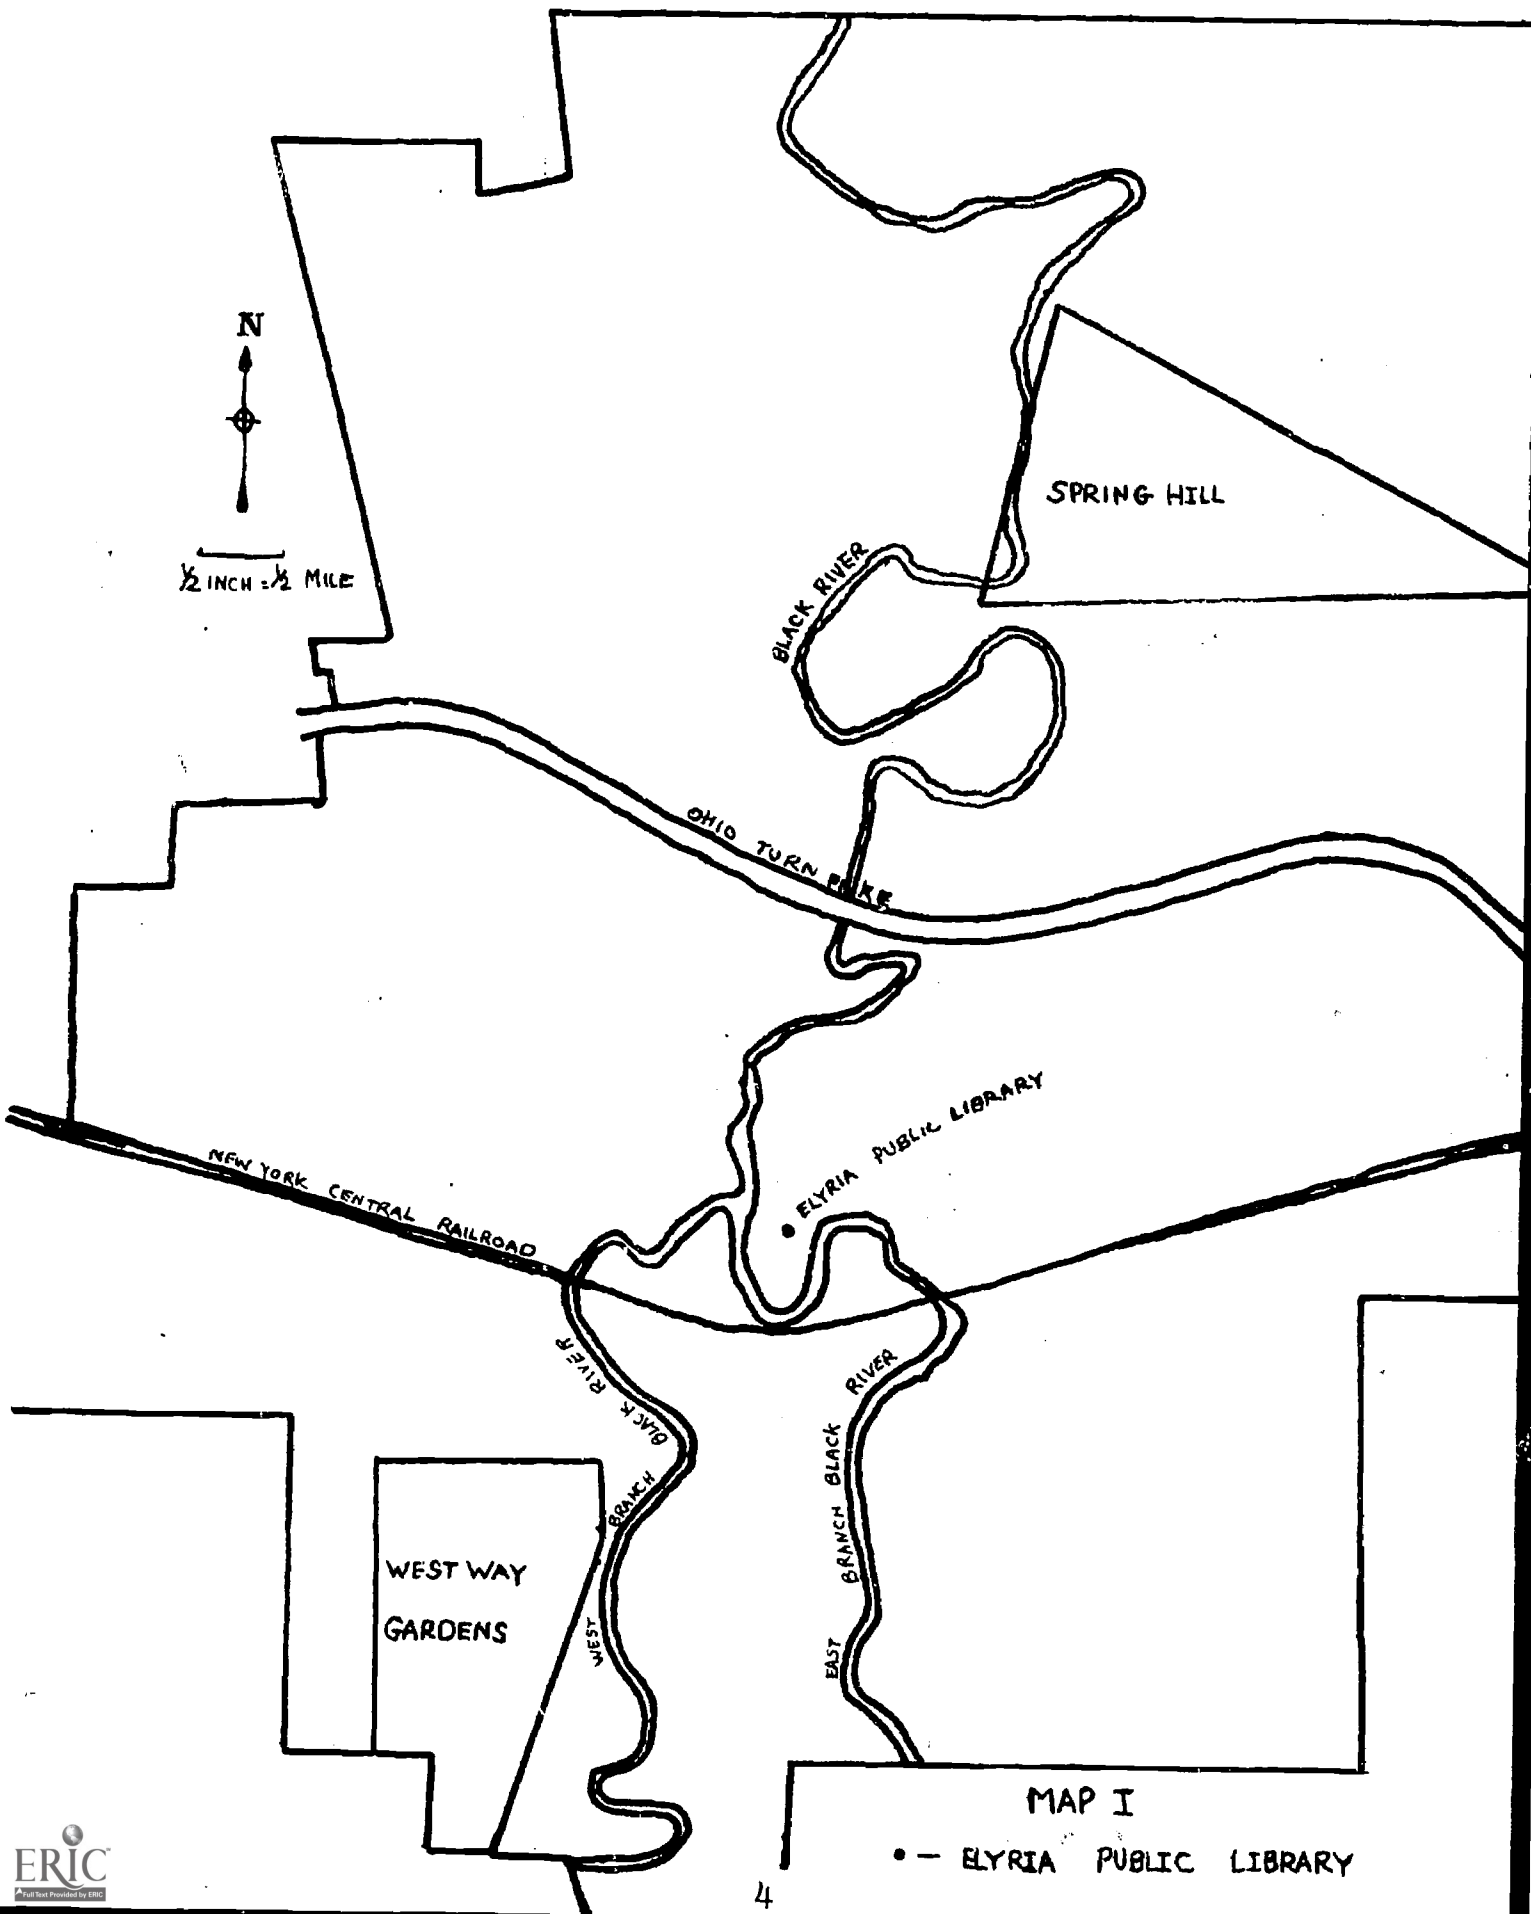 N
½ INCH = ½ MILE
SPRING HILL
BLACK RIVER
OHIO TURN PIKE
ELYRIA PUBLIC LIBRARY
NEW YORK CENTRAL RAILROAD
WEST BRANCH BLACK RIVER
EAST BRANCH BLACK RIVER
WEST WAY
GARDENS
MAP I
• — ELYRIA PUBLIC LIBRARY
4
ERIC
Full Text Provided by ERIC